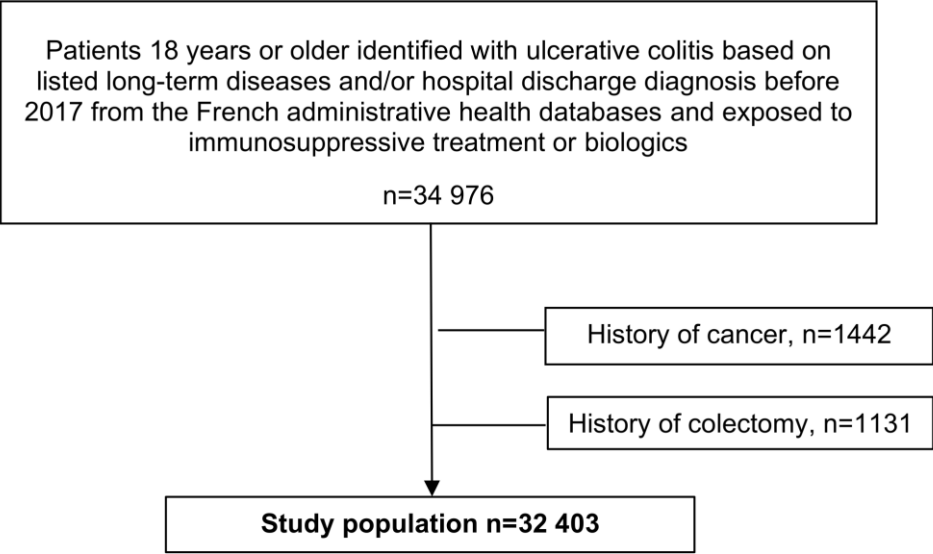 Patients 18 years or older identified with ulcerative colitis based on
listed long-term diseases and/or hospital discharge diagnosis before
2017 from the French administrative health databases and exposed to
immunosuppressive treatment or biologics
n=34 976
History of cancer, n=1442
History of colectomy, n=1131
Study population n=32 403